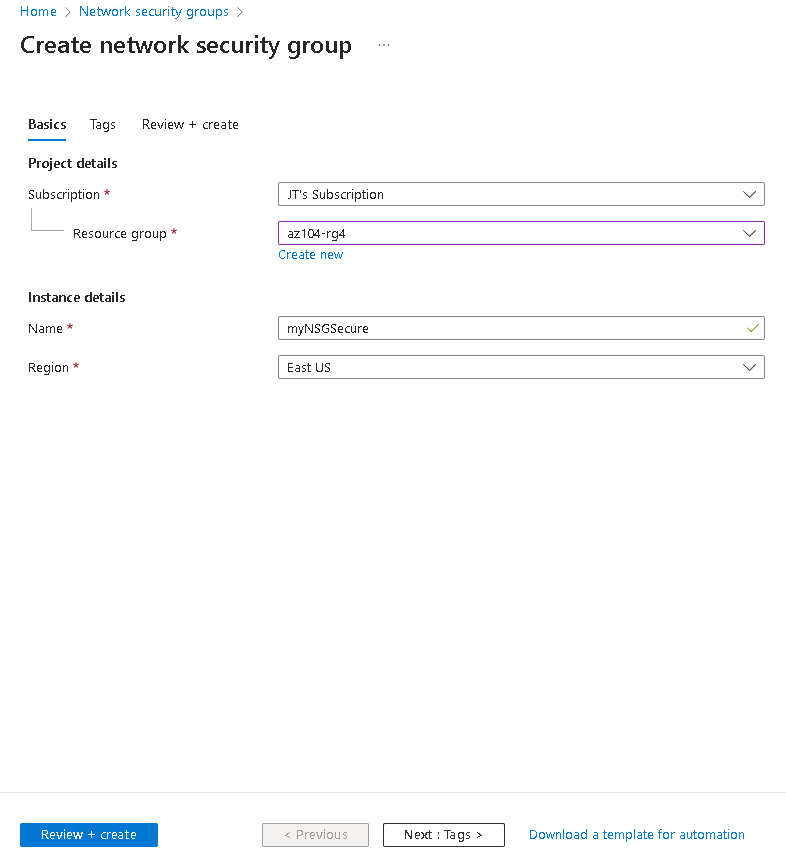 Home > Network security groups >
Create network security group ...
Basics Tags Review + create
Project details
Subscription * JT's Subscription
Resource group * az104-rg4
Create new
Instance details
Name * myNSGSecure
Region * East US
Review + create < Previous Next : Tags > Download a template for automation